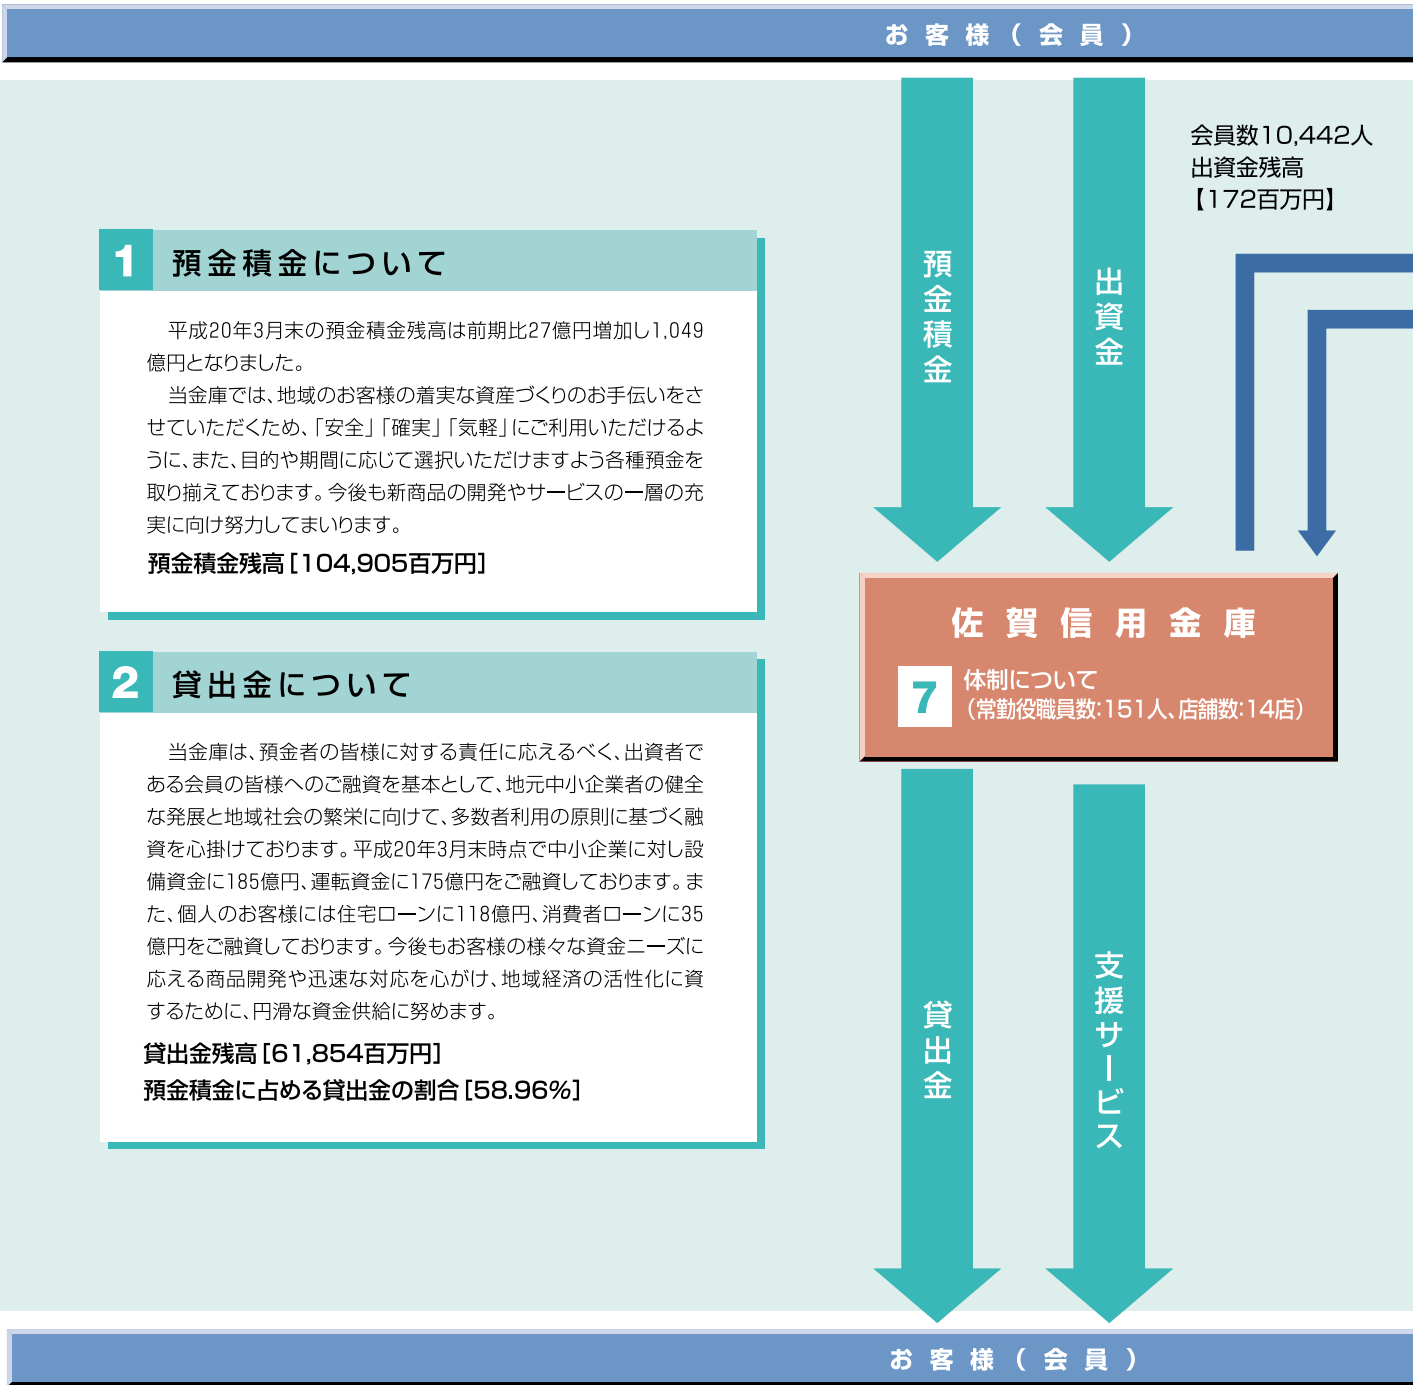 お客様（会員）
会員数10,442人
出資金残高
【172百万円】
1 預金積金について
平成20年3月末の預金積金残高は前期比27億円増加し1,049
億円となりました。
当金庫では、地域のお客様の着実な資産づくりのお手伝いをさ
せていただくため、「安全」「確実」「気軽」にご利用いただけるよ
うに、また、目的や期間に応じて選択いただけますよう各種預金を
取り揃えております。今後も新商品の開発やサービスの一層の充
実に向け努力してまいります。
預金積金残高［104,905百万円］
2 貸出金について
当金庫は、預金者の皆様に対する責任に応えるべく、出資者で
ある会員の皆様へのご融資を基本として、地元中小企業者の健全
な発展と地域社会の繁栄に向けて、多数者利用の原則に基づく融
資を心掛けております。平成20年3月末時点で中小企業に対し設
備資金に185億円、運転資金に175億円をご融資しております。ま
た、個人のお客様には住宅ローンに118億円、消費者ローンに35
億円をご融資しております。今後もお客様の様々な資金ニーズに
応える商品開発や迅速な対応を心がけ、地域経済の活性化に資
するために、円滑な資金供給に努めます。
貸出金残高［61,854百万円］
預金積金に占める貸出金の割合［58.96%］
預金積金
出資金
佐賀信用金庫
7 体制について
（常勤役職員数:151人、店舗数:14店）
貸出金
支援サービス
お客様（会員）